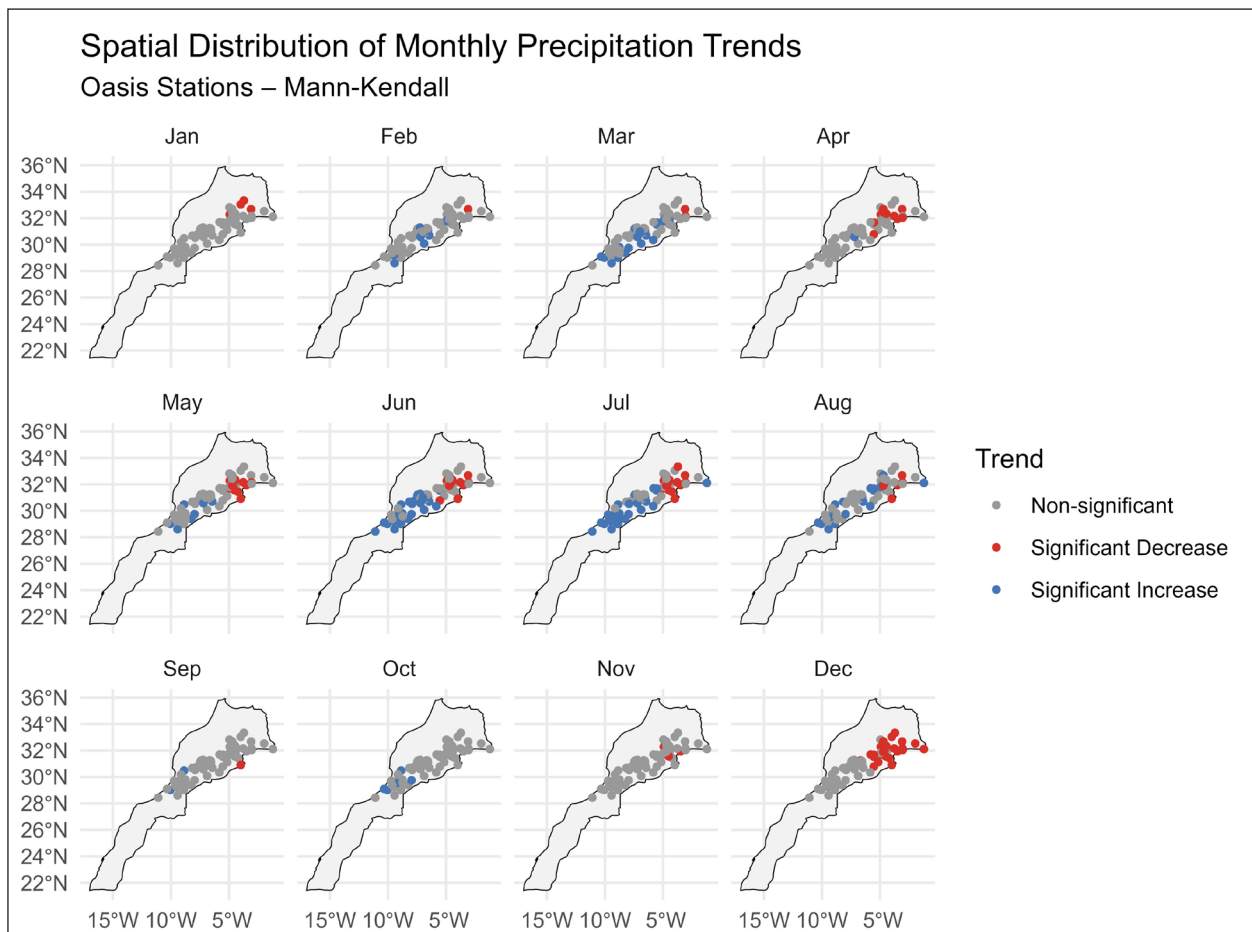 Spatial Distribution of Monthly Precipitation Trends
Oasis Stations – Mann-Kendall
Jan Feb Mar Apr
36°N
34°N
32°N
30°N
28°N
26°N
24°N
22°N
May Jun Jul Aug
36°N
34°N
32°N
30°N
28°N
26°N
24°N
22°N
Trend
Non-significant
Significant Decrease
Significant Increase
Sep Oct Nov Dec
36°N
34°N
32°N
30°N
28°N
26°N
24°N
22°N
15°W 10°W 5°W 15°W 10°W 5°W 15°W 10°W 5°W 15°W 10°W 5°W